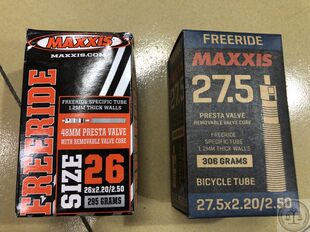 MAXXIS
MAXXIS.COM
FREERIDE
FREERIDE SPECIFIC TUBE
1.2MM THICK WALLS
48MM PRESTA VALVE
WITH REMOVABLE VALVE CORE
SIZE 26
26x2.20/2.50
295 GRAMS
FREERIDE
MAXXIS
27.5
PRESTA VALVE
REMOVABLE VALVE CORE
FREERIDE
SPECIFIC TUBE
1.2MM THICK WALLS
306 GRAMS
BICYCLE TUBE
27.5x2.20/2.50